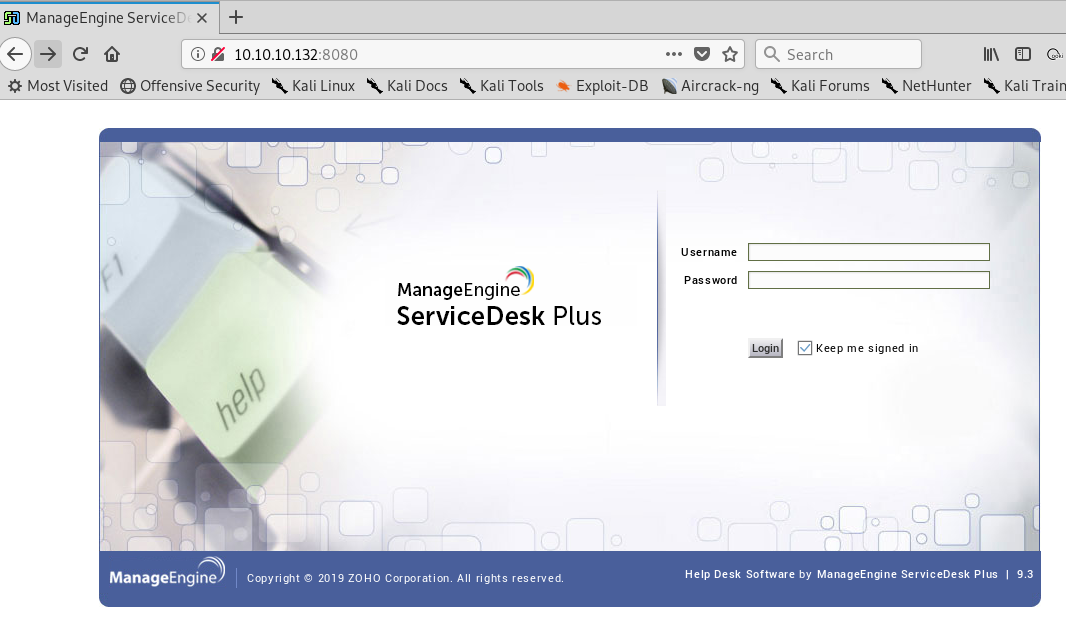 ManageEngine ServiceD
10.10.10.132:8080
Search
Most Visited Offensive Security Kali Linux Kali Docs Kali Tools Exploit-DB Aircrack-ng Kali Forums NetHunter Kali Train
F1
help
ManageEngine
ServiceDesk Plus
Username
Password
Login Keep me signed in
ManageEngine Copyright © 2019 ZOHO Corporation. All rights reserved. Help Desk Software by ManageEngine ServiceDesk Plus | 9.3